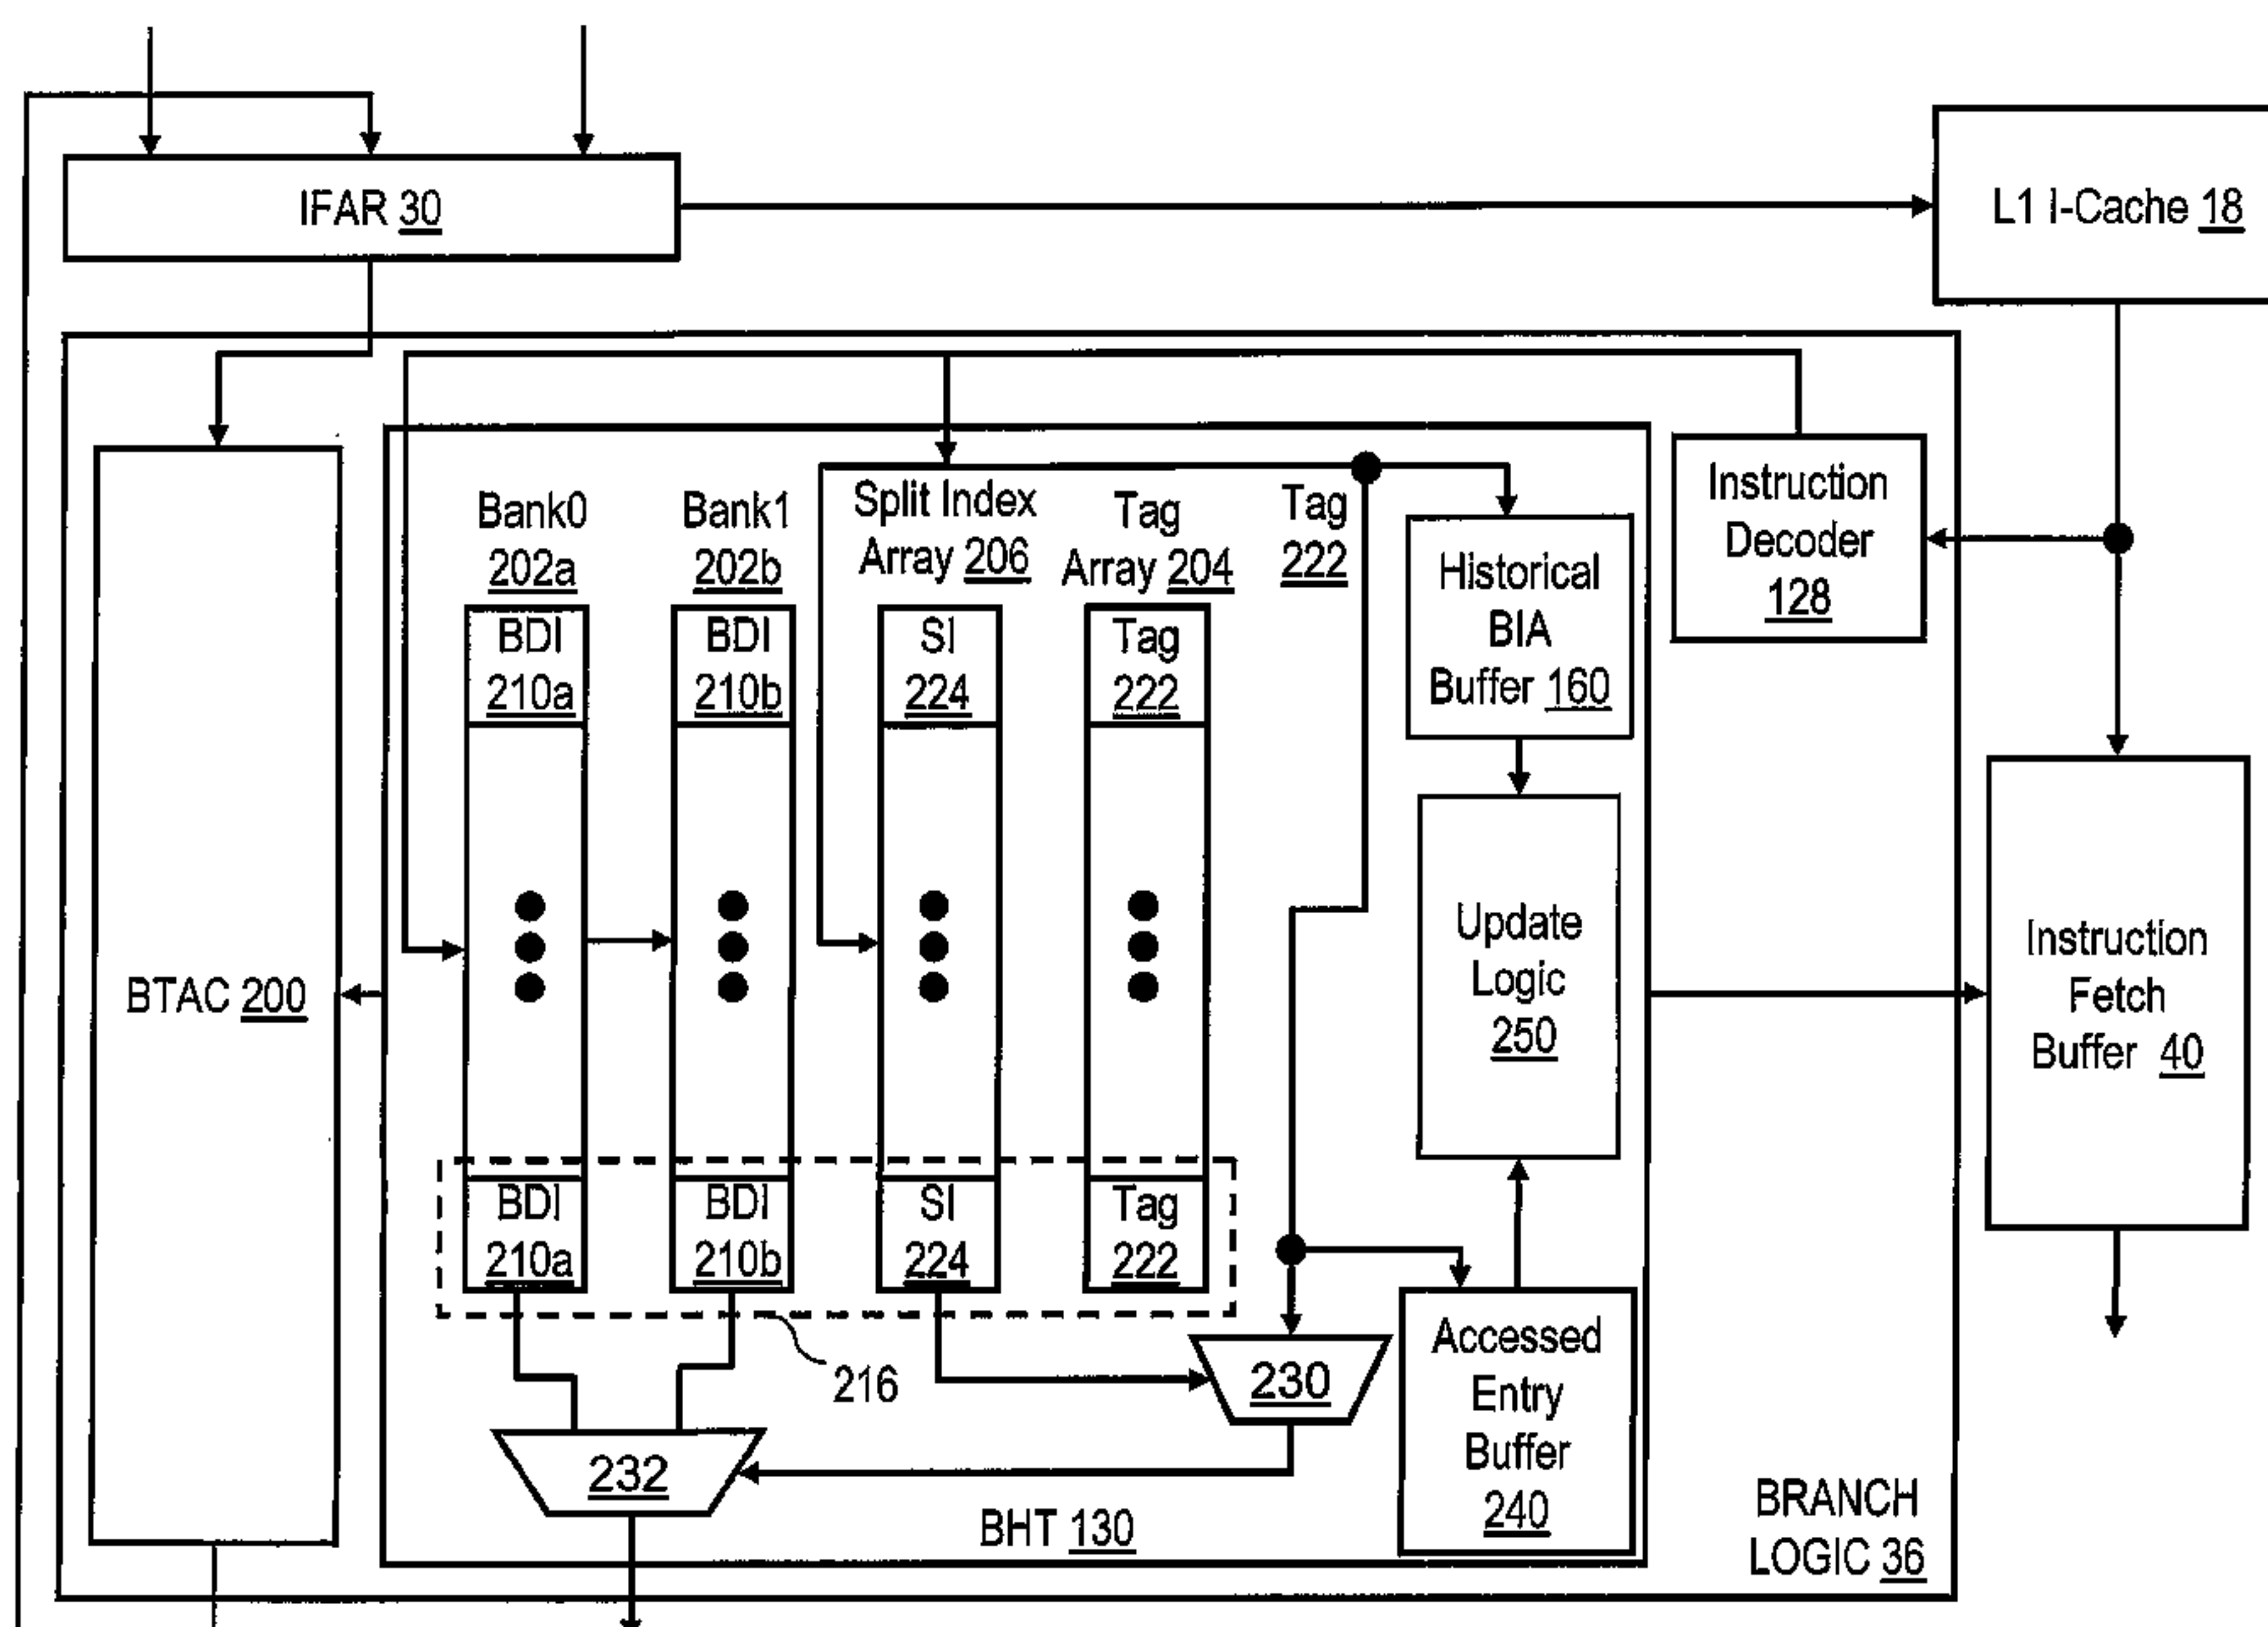 IFAR 30
L1 I-Cache 18
Bank0
202a
Bank1
202b
Split Index
Array 206
Tag
Array 204
Tag
222
Historical
BIA
Buffer 160
Instruction
Decoder
128
BDI
210a
BDI
210b
SI
224
Tag
222
BTAC 200
Update
Logic
250
Instruction
Fetch
Buffer 40
BDI
210a
BDI
210b
SI
224
Tag
222
216
230
232
Accessed
Entry
Buffer
240
BHT 130
BRANCH
LOGIC 36